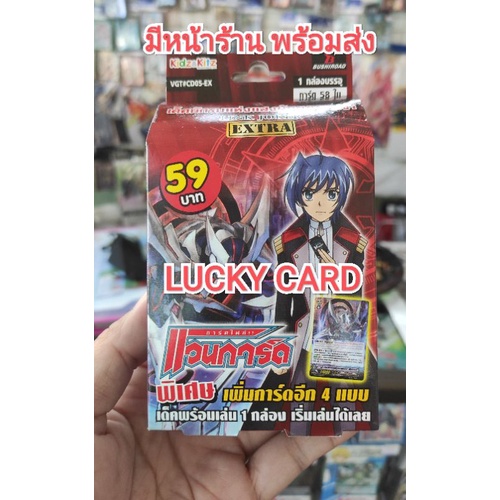 มีหน้าร้าน พร้อมส่ง
KidzaKitz
BUSHIROAD
VGT#CD05-EX
1 กล่องบรรจุ
การ์ด 58 ใบ
EXTRA
59
บาท
LUCKY CARD
การ์ดไฟท์!!
แวนการ์ด
พิเศษ เพิ่มการ์ดอีก 4 แบบ
เด็คพร้อมเล่น 1 กล่อง เริ่มเล่นได้เลย